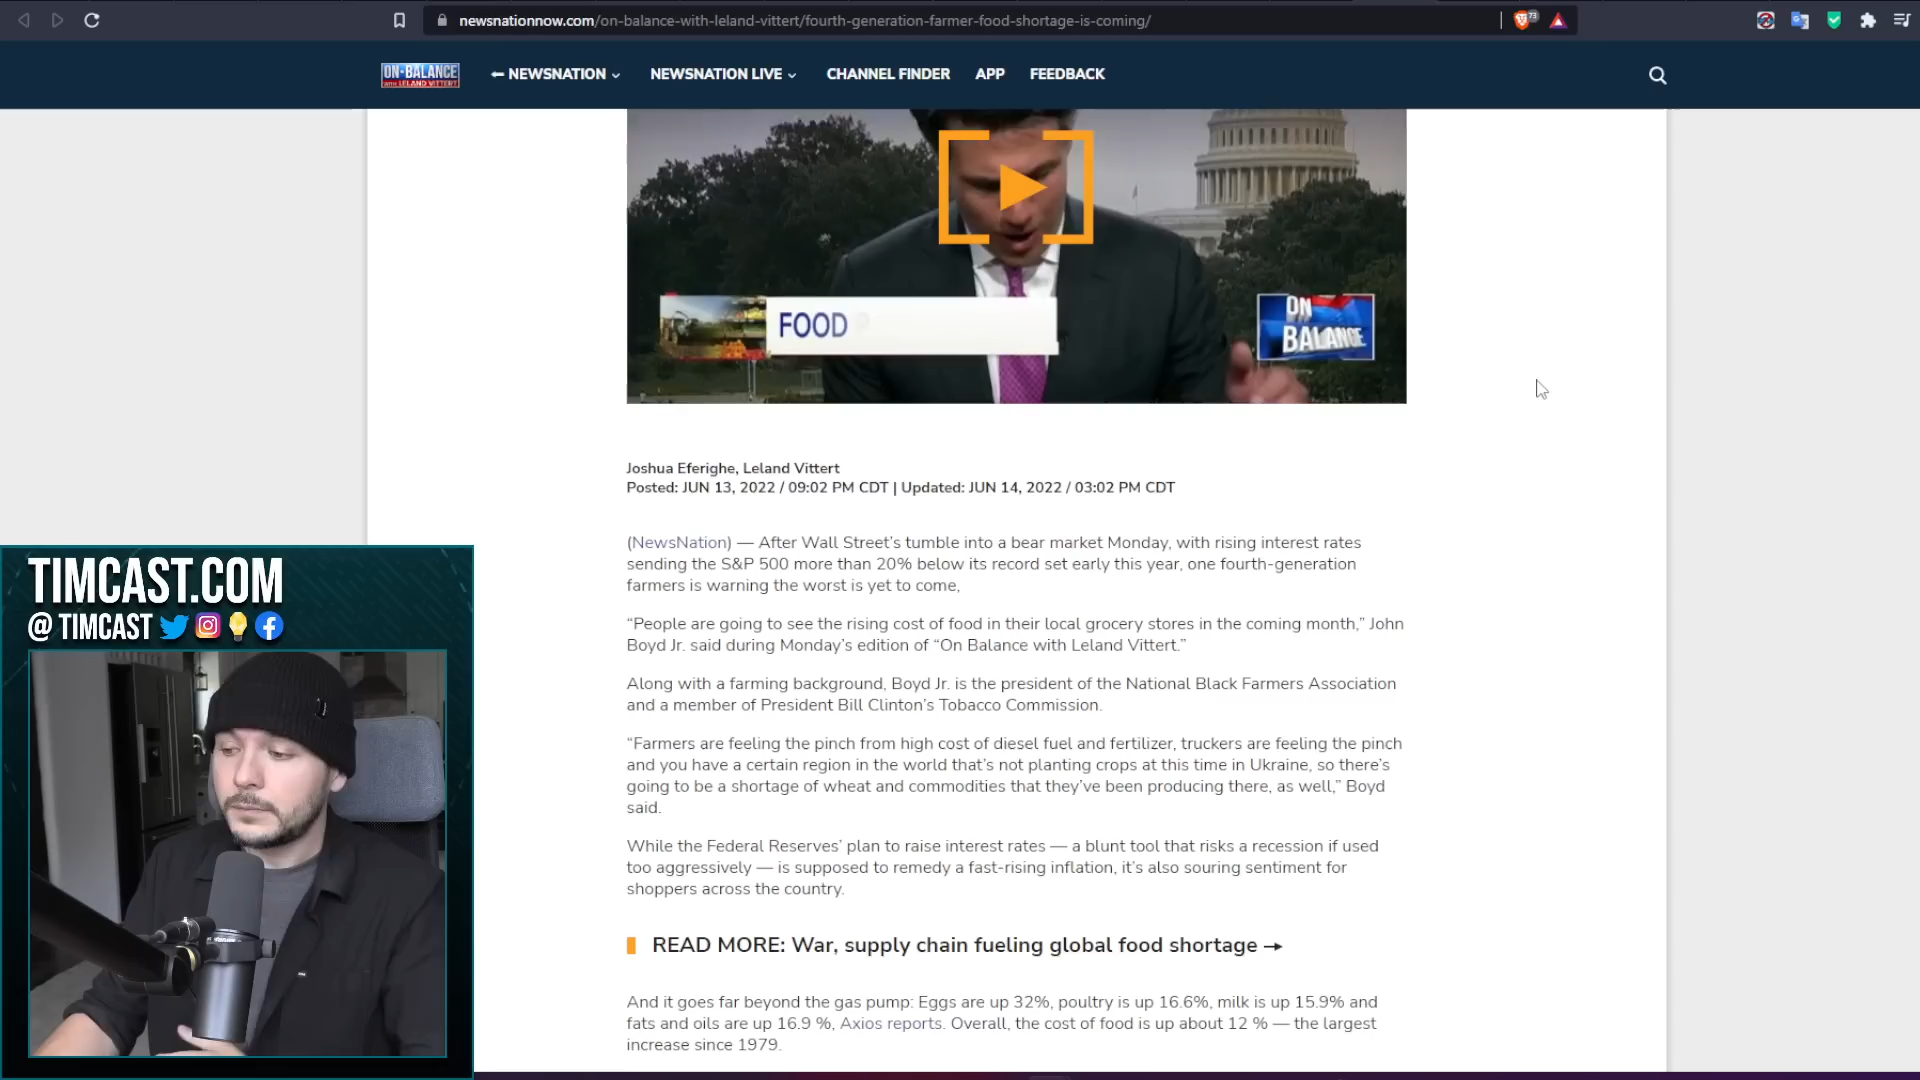 newsnationnow.com/on-balance-with-leland-vittert/fourth-generation-farmer-food-shortage-is-coming/
73
ON-BALANCE
WITH LELAND VITTERT
NEWSNATION
NEWSNATION LIVE
CHANNEL FINDER
APP
FEEDBACK
FOOD
ON
BALANCE
Joshua Eferighe, Leland Vittert
Posted: JUN 13, 2022 / 09:02 PM CDT | Updated: JUN 14, 2022 / 03:02 PM CDT
(NewsNation) — After Wall Street’s tumble into a bear market Monday, with rising interest rates
sending the S&P 500 more than 20% below its record set early this year, one fourth-generation
farmers is warning the worst is yet to come,
“People are going to see the rising cost of food in their local grocery stores in the coming month,” John
Boyd Jr. said during Monday’s edition of “On Balance with Leland Vittert.”
Along with a farming background, Boyd Jr. is the president of the National Black Farmers Association
and a member of President Bill Clinton’s Tobacco Commission.
“Farmers are feeling the pinch from high cost of diesel fuel and fertilizer, truckers are feeling the pinch
and you have a certain region in the world that’s not planting crops at this time in Ukraine, so there’s
going to be a shortage of wheat and commodities that they’ve been producing there, as well,” Boyd
said.
While the Federal Reserves’ plan to raise interest rates — a blunt tool that risks a recession if used
too aggressively — is supposed to remedy a fast-rising inflation, it’s also souring sentiment for
shoppers across the country.
READ MORE: War, supply chain fueling global food shortage →
And it goes far beyond the gas pump: Eggs are up 32%, poultry is up 16.6%, milk is up 15.9% and
fats and oils are up 16.9 %, Axios reports. Overall, the cost of food is up about 12 % — the largest
increase since 1979.
TIMCAST.COM
@ TIMCAST